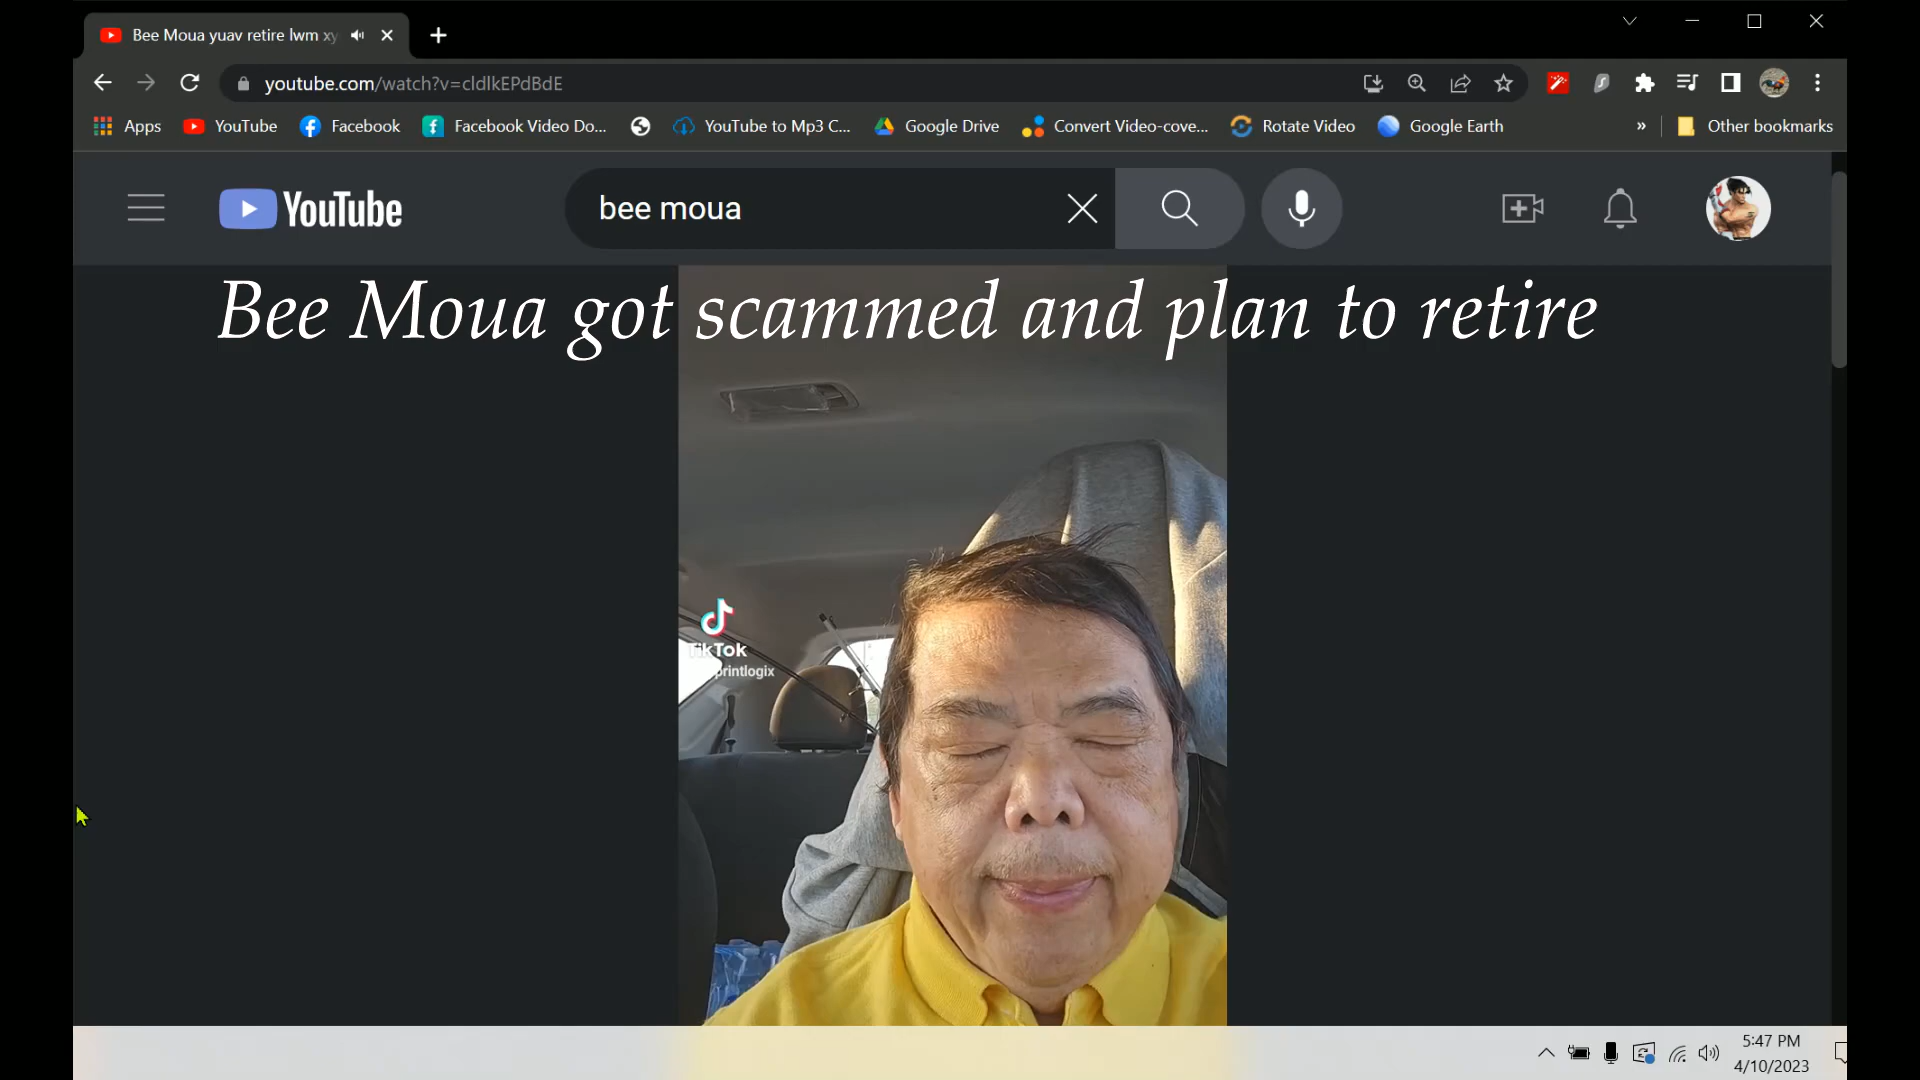 Bee Moua yuav retire lwm xy
youtube.com/watch?v=cldlkEPdBdE
Apps YouTube Facebook Facebook Video Do... YouTube to Mp3 C... Google Drive Convert Video-cove... Rotate Video Google Earth » Other bookmarks
YouTube bee moua
Bee Moua got scammed and plan to retire
TikTok
printlogix
5:47 PM
4/10/2023